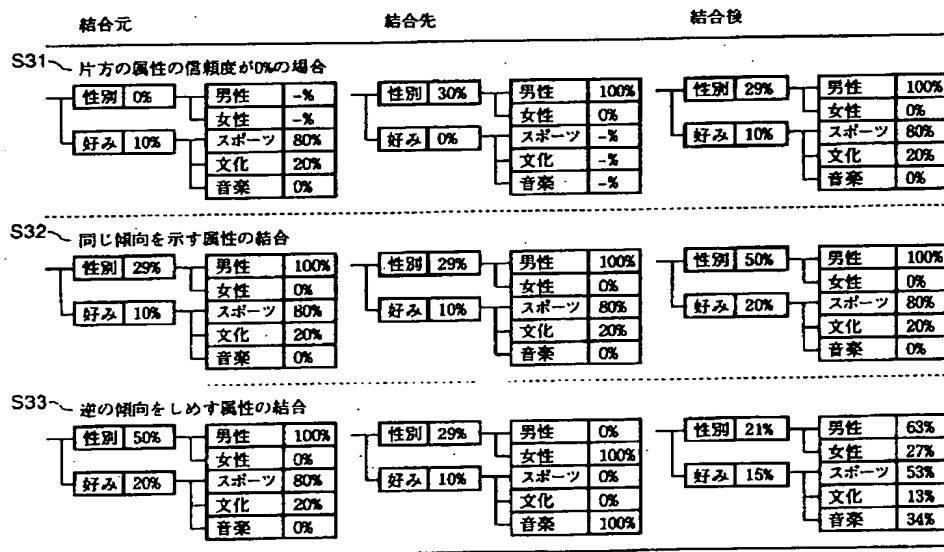 結合元 結合先 結合後
S31 片方の属性の信頼度が0%の場合
性別 0% 男性 -% 性別 30% 男性 100% 性別 29% 男性 100%
女性 -% 女性 0% 女性 0%
好み 10% スポーツ 80% 好み 0% スポーツ -% 好み 10% スポーツ 80%
文化 20% 文化 -% 文化 20%
音楽 0% 音楽 -% 音楽 0%
S32 同じ傾向を示す属性の結合
性別 29% 男性 100% 性別 29% 男性 100% 性別 50% 男性 100%
女性 0% 女性 0% 女性 0%
好み 10% スポーツ 80% 好み 10% スポーツ 80% 好み 20% スポーツ 80%
文化 20% 文化 20% 文化 20%
音楽 0% 音楽 0% 音楽 0%
S33 逆の傾向をしめす属性の結合
性別 50% 男性 100% 性別 29% 男性 0% 性別 21% 男性 63%
女性 0% 女性 100% 女性 27%
好み 20% スポーツ 80% 好み 10% スポーツ 0% 好み 15% スポーツ 53%
文化 20% 文化 0% 文化 13%
音楽 0% 音楽 100% 音楽 34%